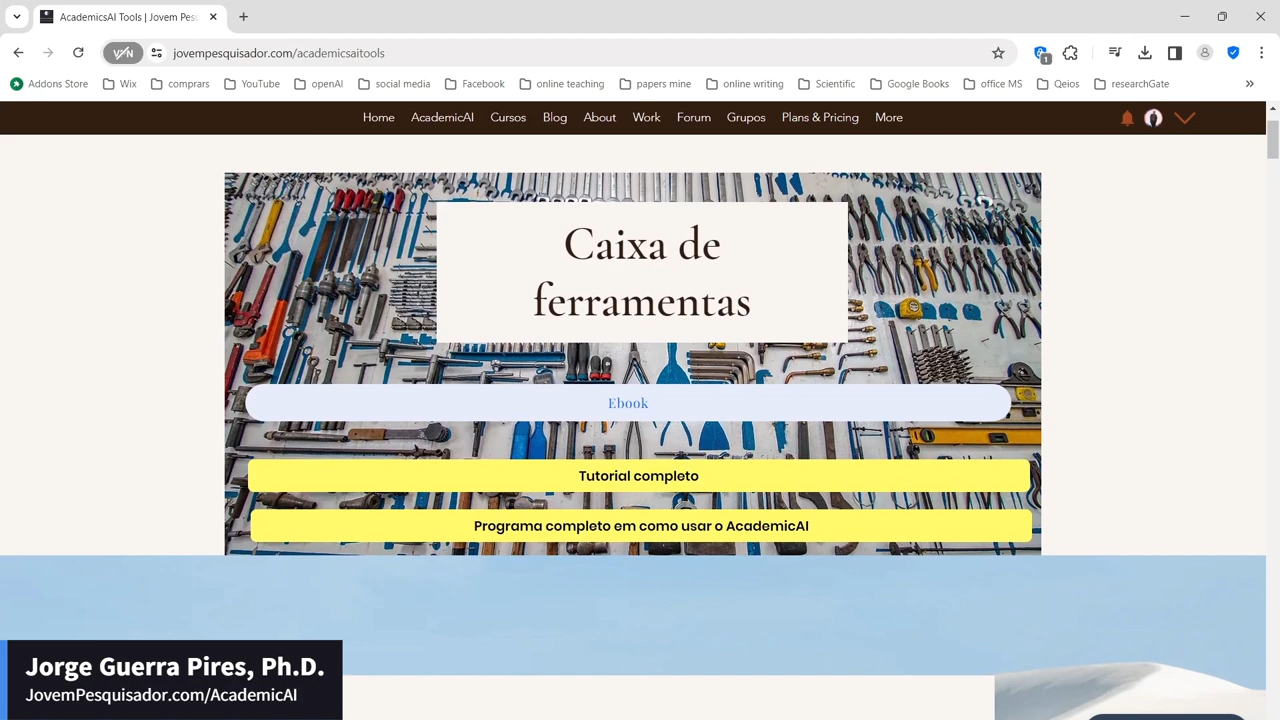 AcademicsAI Tools | Jovem Pes
jovempesquisador.com/academicsaitools
1
Addons Store
Wix
comprars
YouTube
openAI
social media
Facebook
online teaching
papers mine
online writing
Scientific
Google Books
office MS
Qeios
researchGate
Home
AcademicAI
Cursos
Blog
About
Work
Forum
Grupos
Plans & Pricing
More
Caixa de
ferramentas
Ebook
Tutorial completo
Programa completo em como usar o AcademicAI
Jorge Guerra Pires, Ph.D.
JovemPesquisador.com/AcademicAI